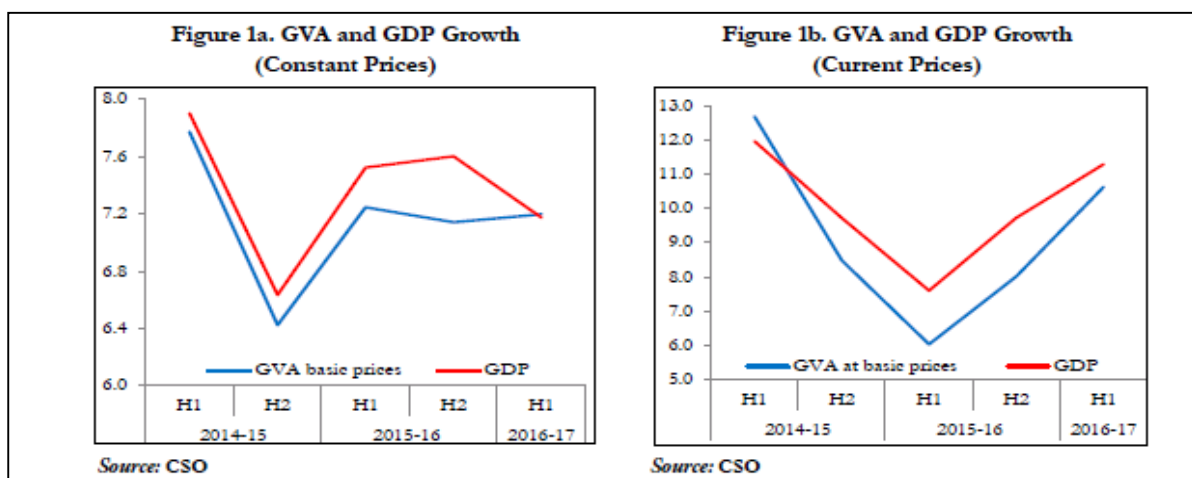 Figure 1a. GVA and GDP Growth
(Constant Prices)
8.0
7.6
7.2
6.8
6.4
6.0
GVA basic prices
GDP
H1 H2 H1 H2 H1
2014-15 2015-16 2016-17
Source: CSO
Figure 1b. GVA and GDP Growth
(Current Prices)
13.0
12.0
11.0
10.0
9.0
8.0
7.0
6.0
5.0
GVA at basic prices
GDP
H1 H2 H1 H2 H1
2014-15 2015-16 2016-17
Source: CSO